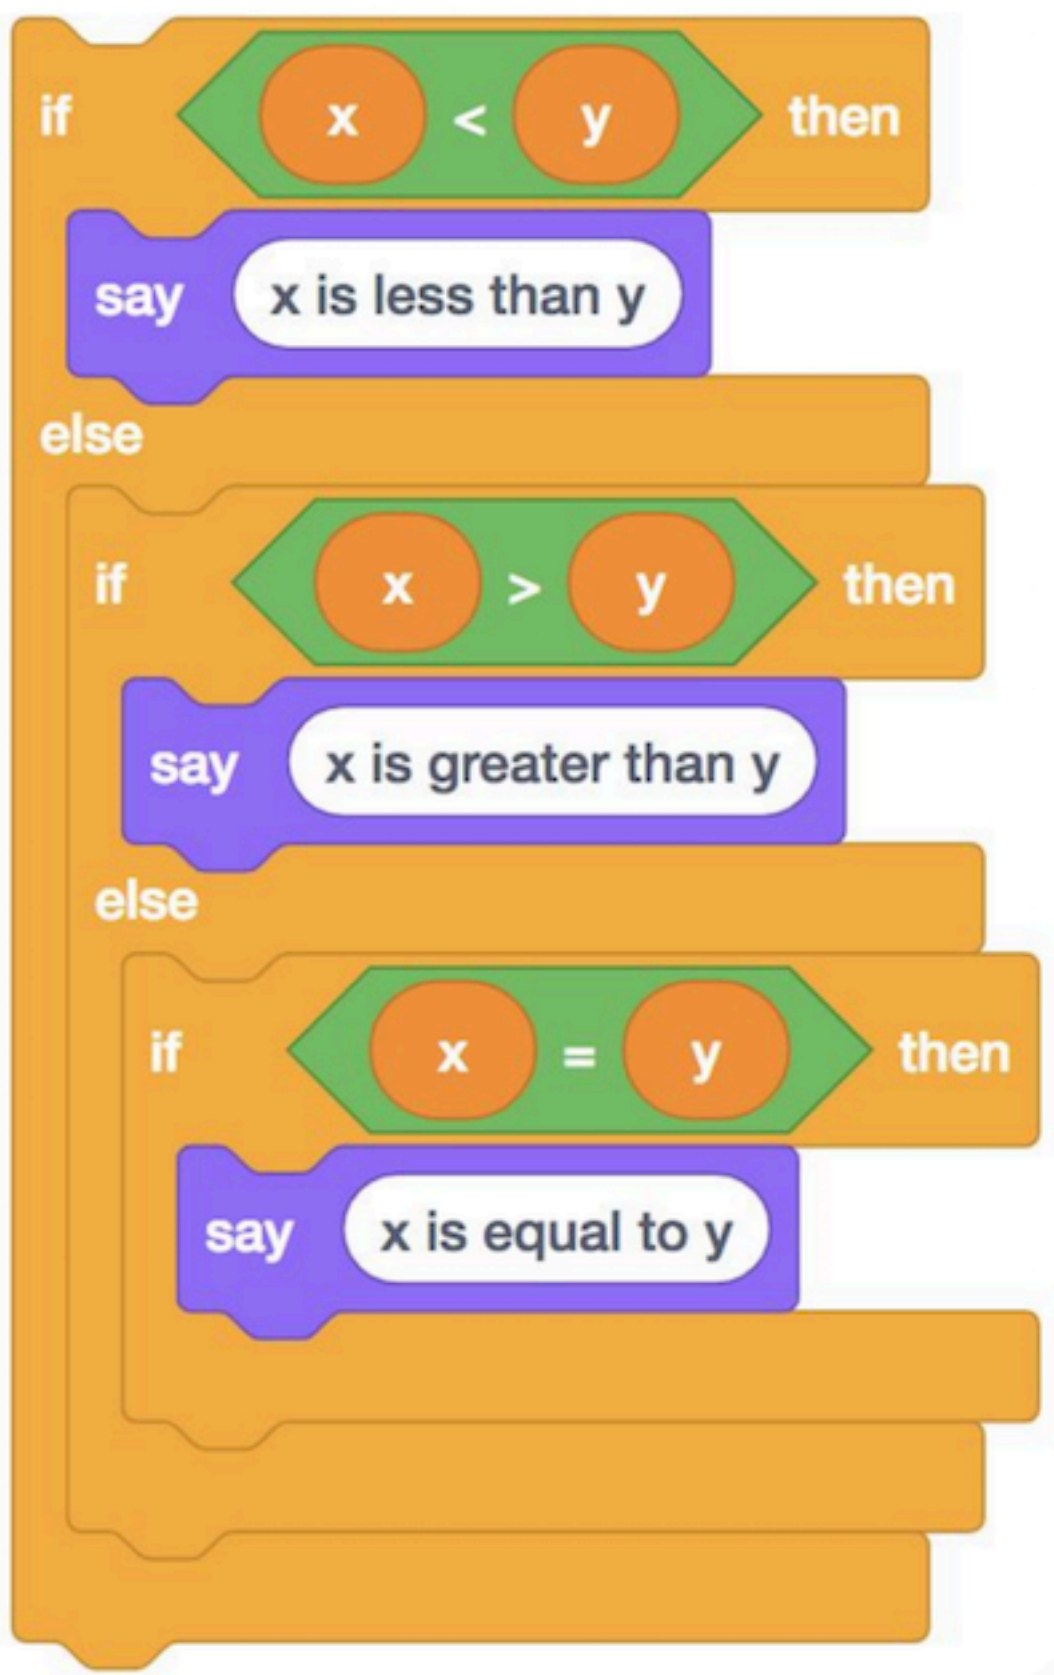 if x < y then
say x is less than y
else
if x > y then
say x is greater than y
else
if x = y then
say x is equal to y